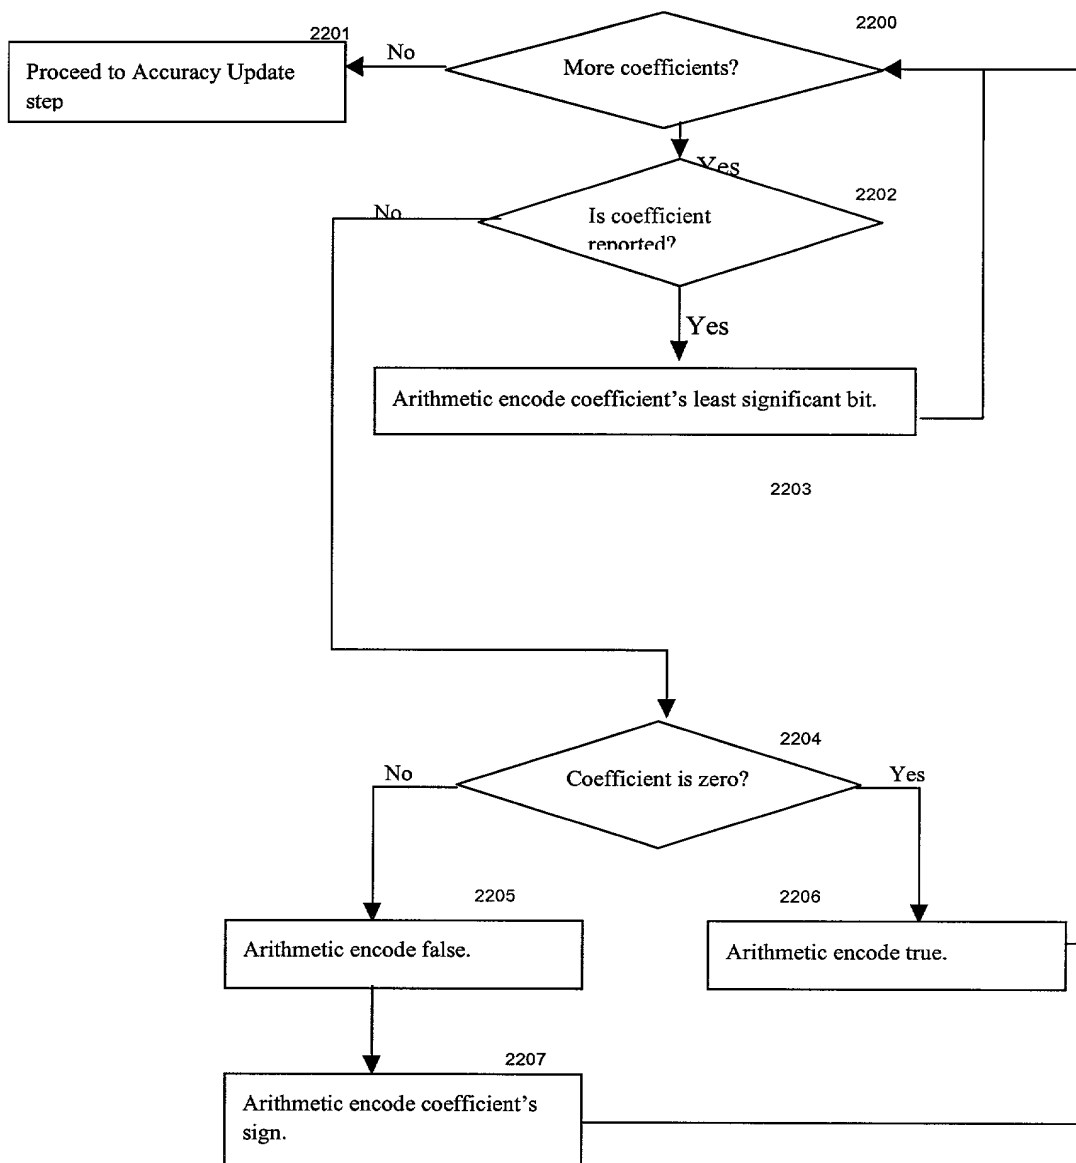 2200
2201
No
More coefficients?
Proceed to Accuracy Update
step
Yes
2202
No
Is coefficient
reported?
Yes
Arithmetic encode coefficient's least significant bit.
2203
2204
No
Coefficient is zero?
Yes
2205
2206
Arithmetic encode false.
Arithmetic encode true.
2207
Arithmetic encode coefficient's
sign.